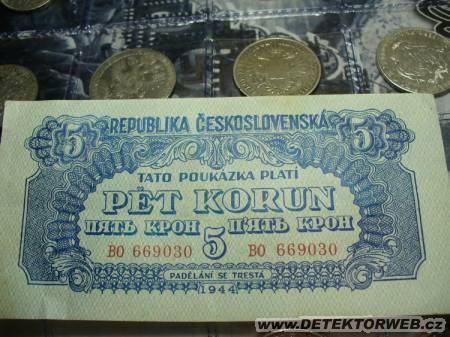 5 REPUBLIKA ČESKOSLOVENSKÁ 5
TATO POUKÁZKA PLATÍ
PĚT KORUN
ПЯТЬ КРОН 5 П'ЯТЬ КРОН
BO 669030 BO 669030
PADĚLÁNÍ SE TRESTÁ
1944
WWW.DETEKTORWEB.CZ